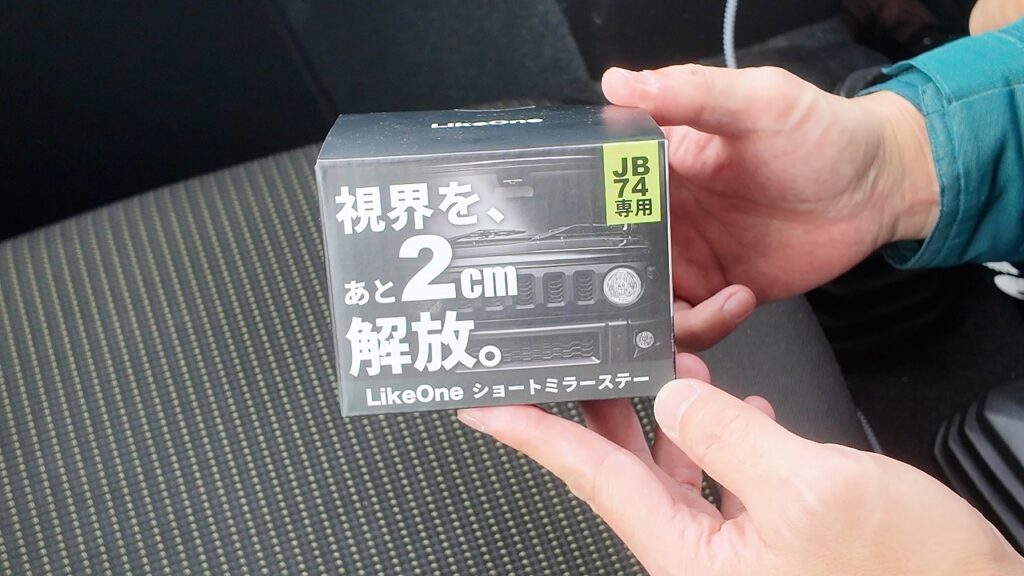 LikeOne
JB
74
専用
視界を、
あと2cm
解放。
LikeOne ショートミラーステー